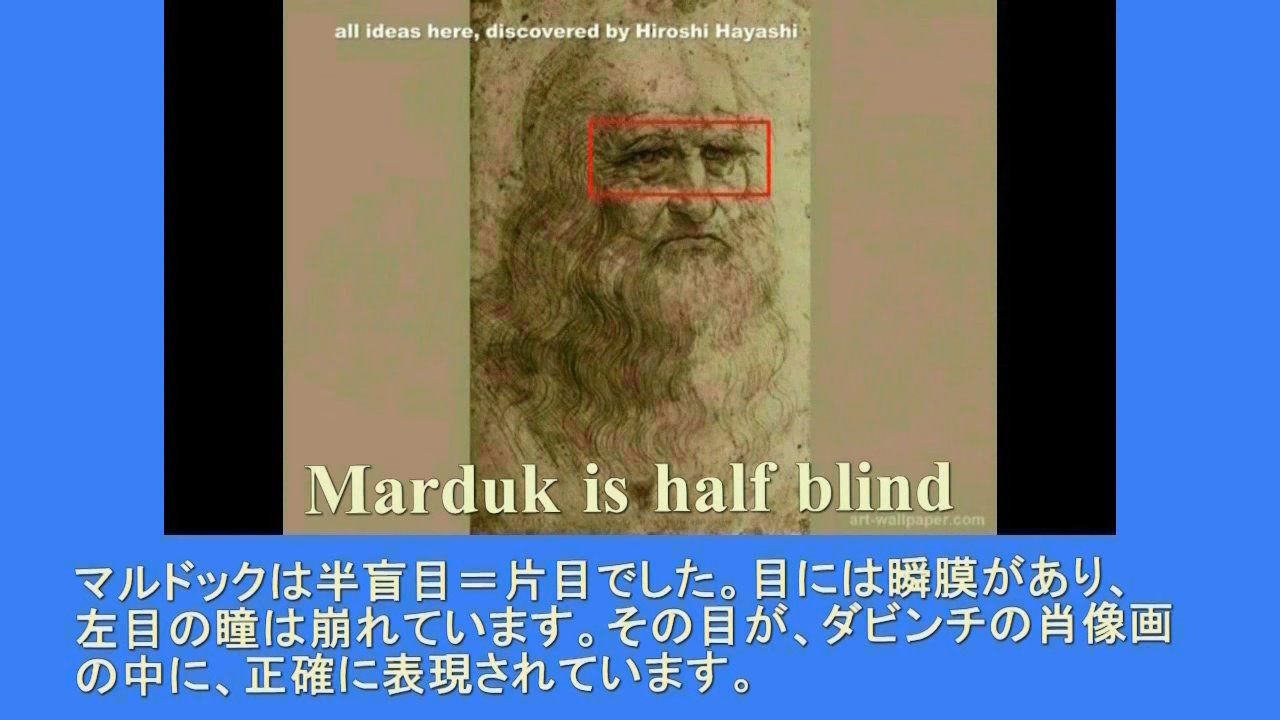 all ideas here, discovered by Hiroshi Hayashi
Marduk is half blind
art-wallpaper.com
マルドックは半盲目＝片目でした。目には瞬膜があり、
左目の瞳は崩れています。その目が、ダビンチの肖像画
の中に、正確に表現されています。